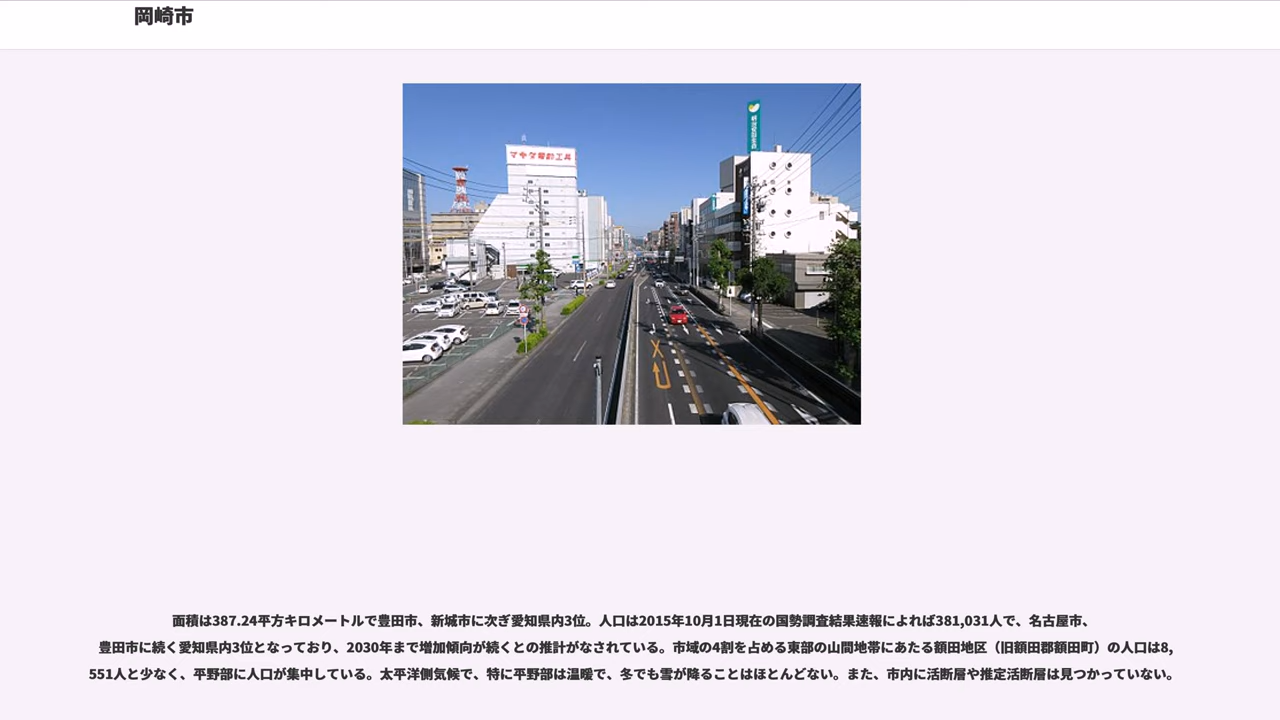 岡崎市
マキタ電動工具
面積は387.24平方キロメートルで豊田市、新城市に次ぎ愛知県内3位。人口は2015年10月1日現在の国勢調査結果速報によれば381,031人で、名古屋市、
豊田市に続く愛知県内3位となっており、2030年まで増加傾向が続くとの推計がなされている。市域の4割を占める東部の山間地帯にあたる額田地区（旧額田郡額田町）の人口は8,
551人と少なく、平野部に人口が集中している。太平洋側気候で、特に平野部は温暖で、冬でも雪が降ることはほとんどない。また、市内に活断層や推定活断層は見つかっていない。